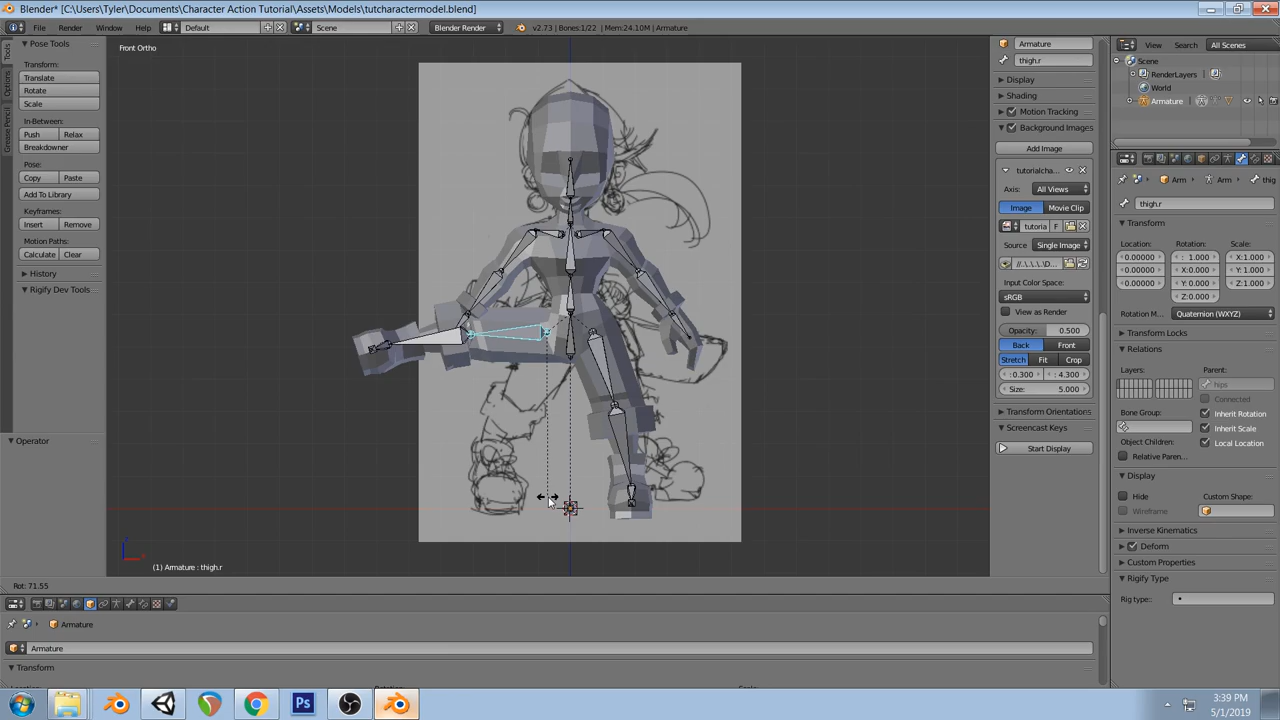 Blender* [C:\Users\Tyler\Documents\Character Action Tutorial\Assets\Models\tutcharactermodel.blend]
File Render Window Help Default Scene Blender Render v2.73 | Bones:1/22 | Mem:24.10M | Armature
Tools
Options
Grease Pencil
Pose Tools
Transform:
Translate
Rotate
Scale
In-Between:
Push Relax
Breakdowner
Pose:
Copy Paste
Add To Library
Keyframes:
Insert Remove
Motion Paths:
Calculate Clear
History
Rigify Dev Tools
Operator
Front Ortho
(1) Armature : thigh.r
Rot: 71.55
Armature
thigh.r
Display
Shading
Motion Tracking
Background Images
Add Image
tutorialcha
Axis: All Views
Image Movie Clip
tutoria F
Source Single Image
//..\..\..\..\D...
Input Color Space:
sRGB
View as Render
Opacity: 0.500
Back Front
Stretch Fit Crop
: 0.300 : 4.300
Size: 5.000
Transform Orientations
Screencast Keys
Start Display
View Search All Scenes
Scene
RenderLayers
World
Armature
Arm Arm thig
thigh.r
Transform
Location: Rotation: Scale:
0.00000 : 1.000 X:1.000
0.00000 X:0.000 Y:1.000
0.00000 Y:0.000 Z:1.000
Z:0.000
Rotation M... Quaternion (WXYZ)
Transform Locks
Relations
Layers: Parent:
hips
Connected
Bone Group: Inherit Rotation
Inherit Scale
Object Children: Local Location
Relative Paren...
Display
Hide Custom Shape:
Wireframe
Inverse Kinematics
Deform
Custom Properties
Rigify Type
Rig type::
Armature
Armature
Transform
Ps
3:39 PM
5/1/2019